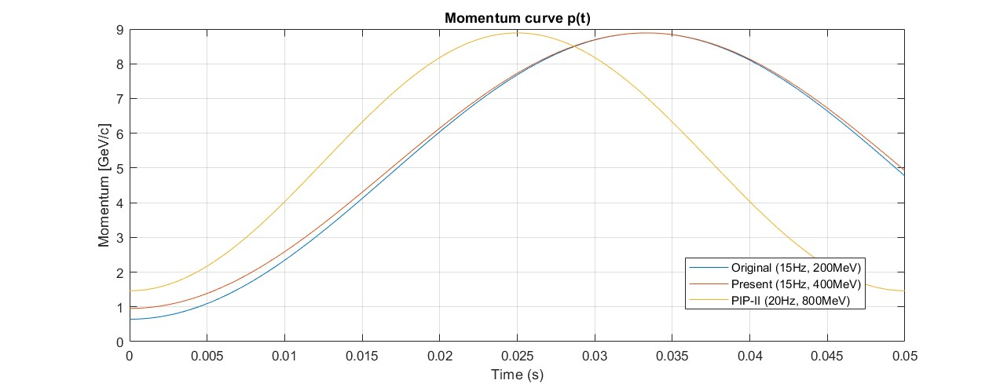 Momentum curve p(t)
Momentum [GeV/c]
9
8
7
6
5
4
3
2
1
0
Original (15Hz, 200MeV)
Present (15Hz, 400MeV)
PIP-II (20Hz, 800MeV)
0 0.005 0.01 0.015 0.02 0.025 0.03 0.035 0.04 0.045 0.05
Time (s)